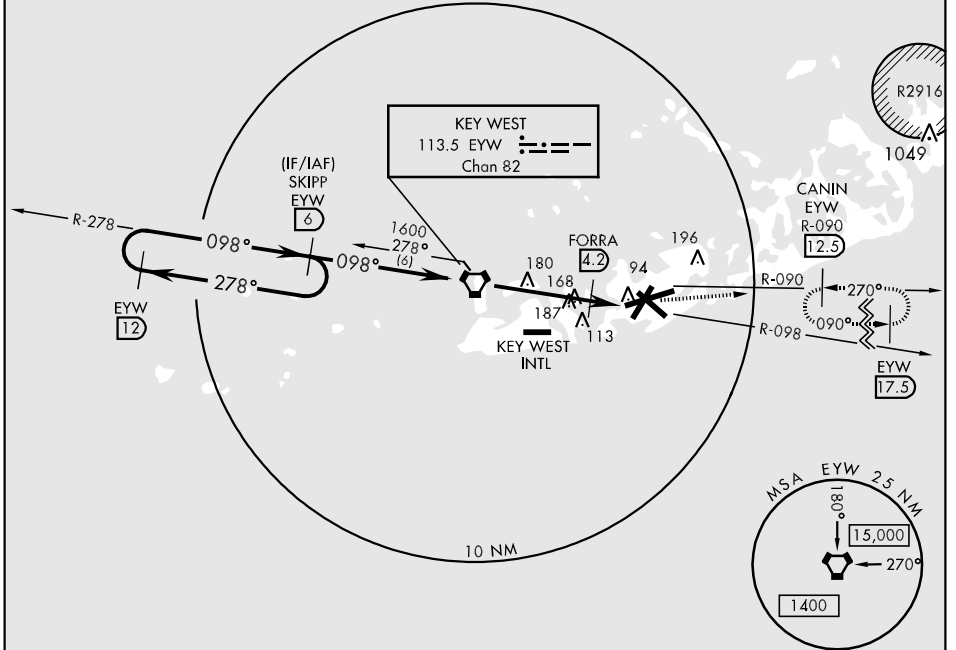 R2916
1049
KEY WEST
113.5 EYW
Chan 82
(IF/IAF)
SKIPP
EYW
6
R-278
098°
278°
EYW
12
1600
278°
(6)
098°
FORRA
4.2
180
168
187
113
94
196
KEY WEST
INTL
CANIN
EYW
R-090
12.5
R-090
270°
090°
R-098
EYW
17.5
10 NM
MSA EYW 25 NM
180°
15,000
270°
1400